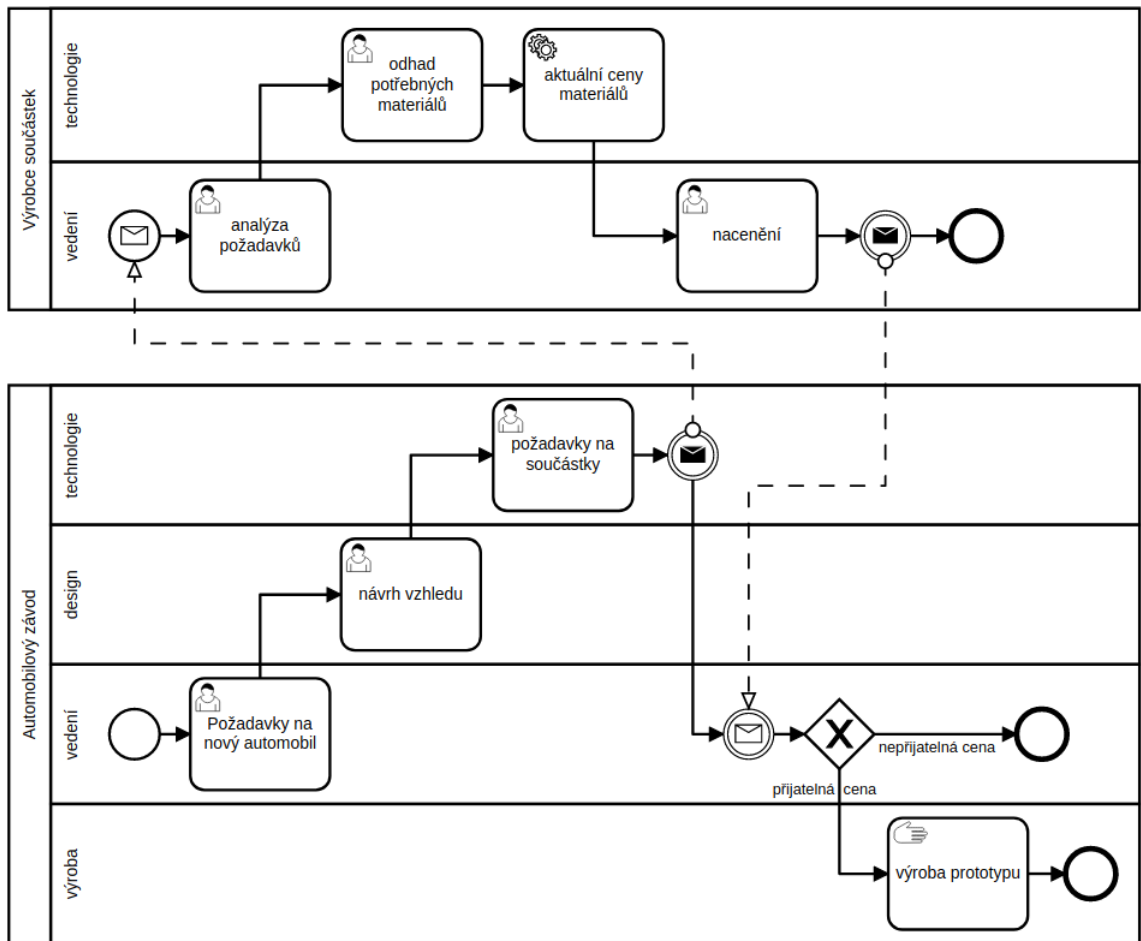 Výrobce součástek
technologie
odhad
potřebných
materiálů
aktuální ceny
materiálů
vedení
analýza
požadavků
nacenění
Automobilový závod
technologie
požadavky na
součástky
design
návrh vzhledu
vedení
Požadavky na
nový automobil
nepřijatelná cena
přijatelná cena
výroba
výroba prototypu